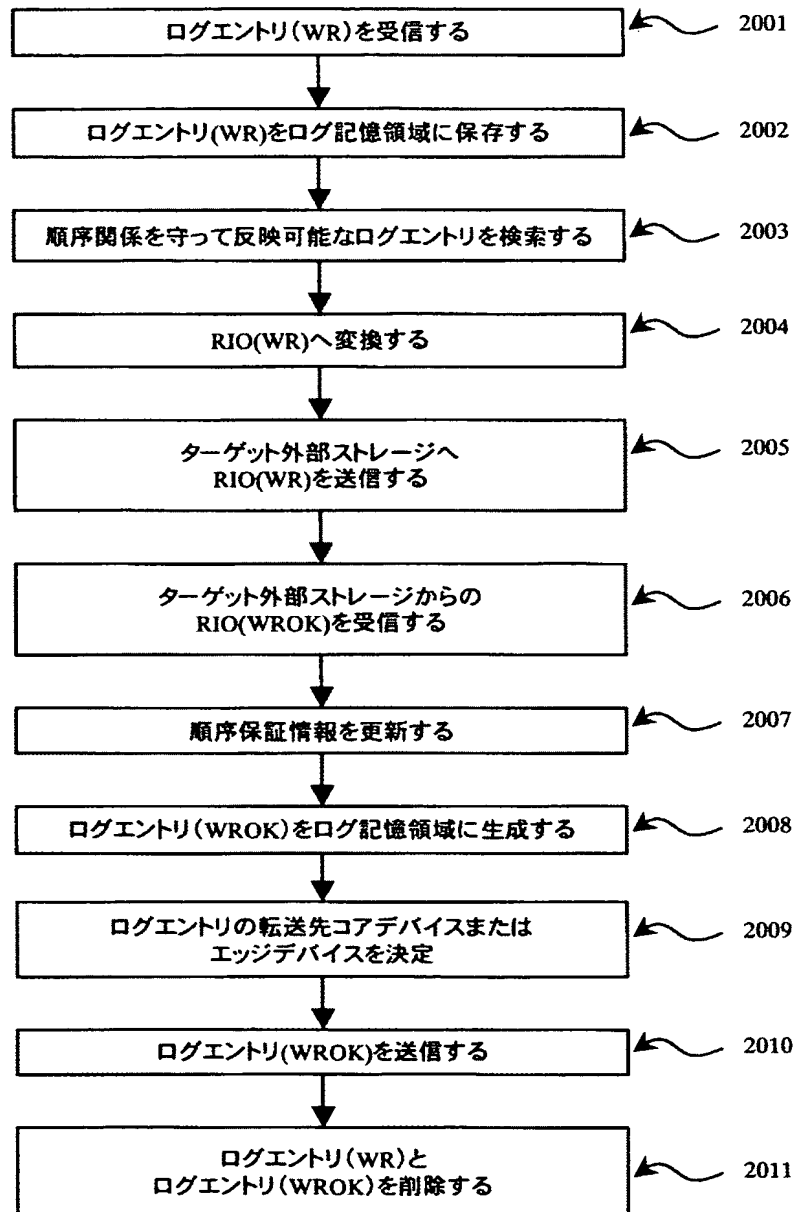 ログエントリ(WR)を受信する
2001
ログエントリ(WR)をログ記憶領域に保存する
2002
順序関係を守って反映可能なログエントリを検索する
2003
RIO(WR)へ変換する
2004
ターゲット外部ストレージへ
RIO(WR)を送信する
2005
ターゲット外部ストレージからの
RIO(WROK)を受信する
2006
順序保証情報を更新する
2007
ログエントリ(WROK)をログ記憶領域に生成する
2008
ログエントリの転送先コアデバイスまたは
エッジデバイスを決定
2009
ログエントリ(WROK)を送信する
2010
ログエントリ(WR)と
ログエントリ(WROK)を削除する
2011